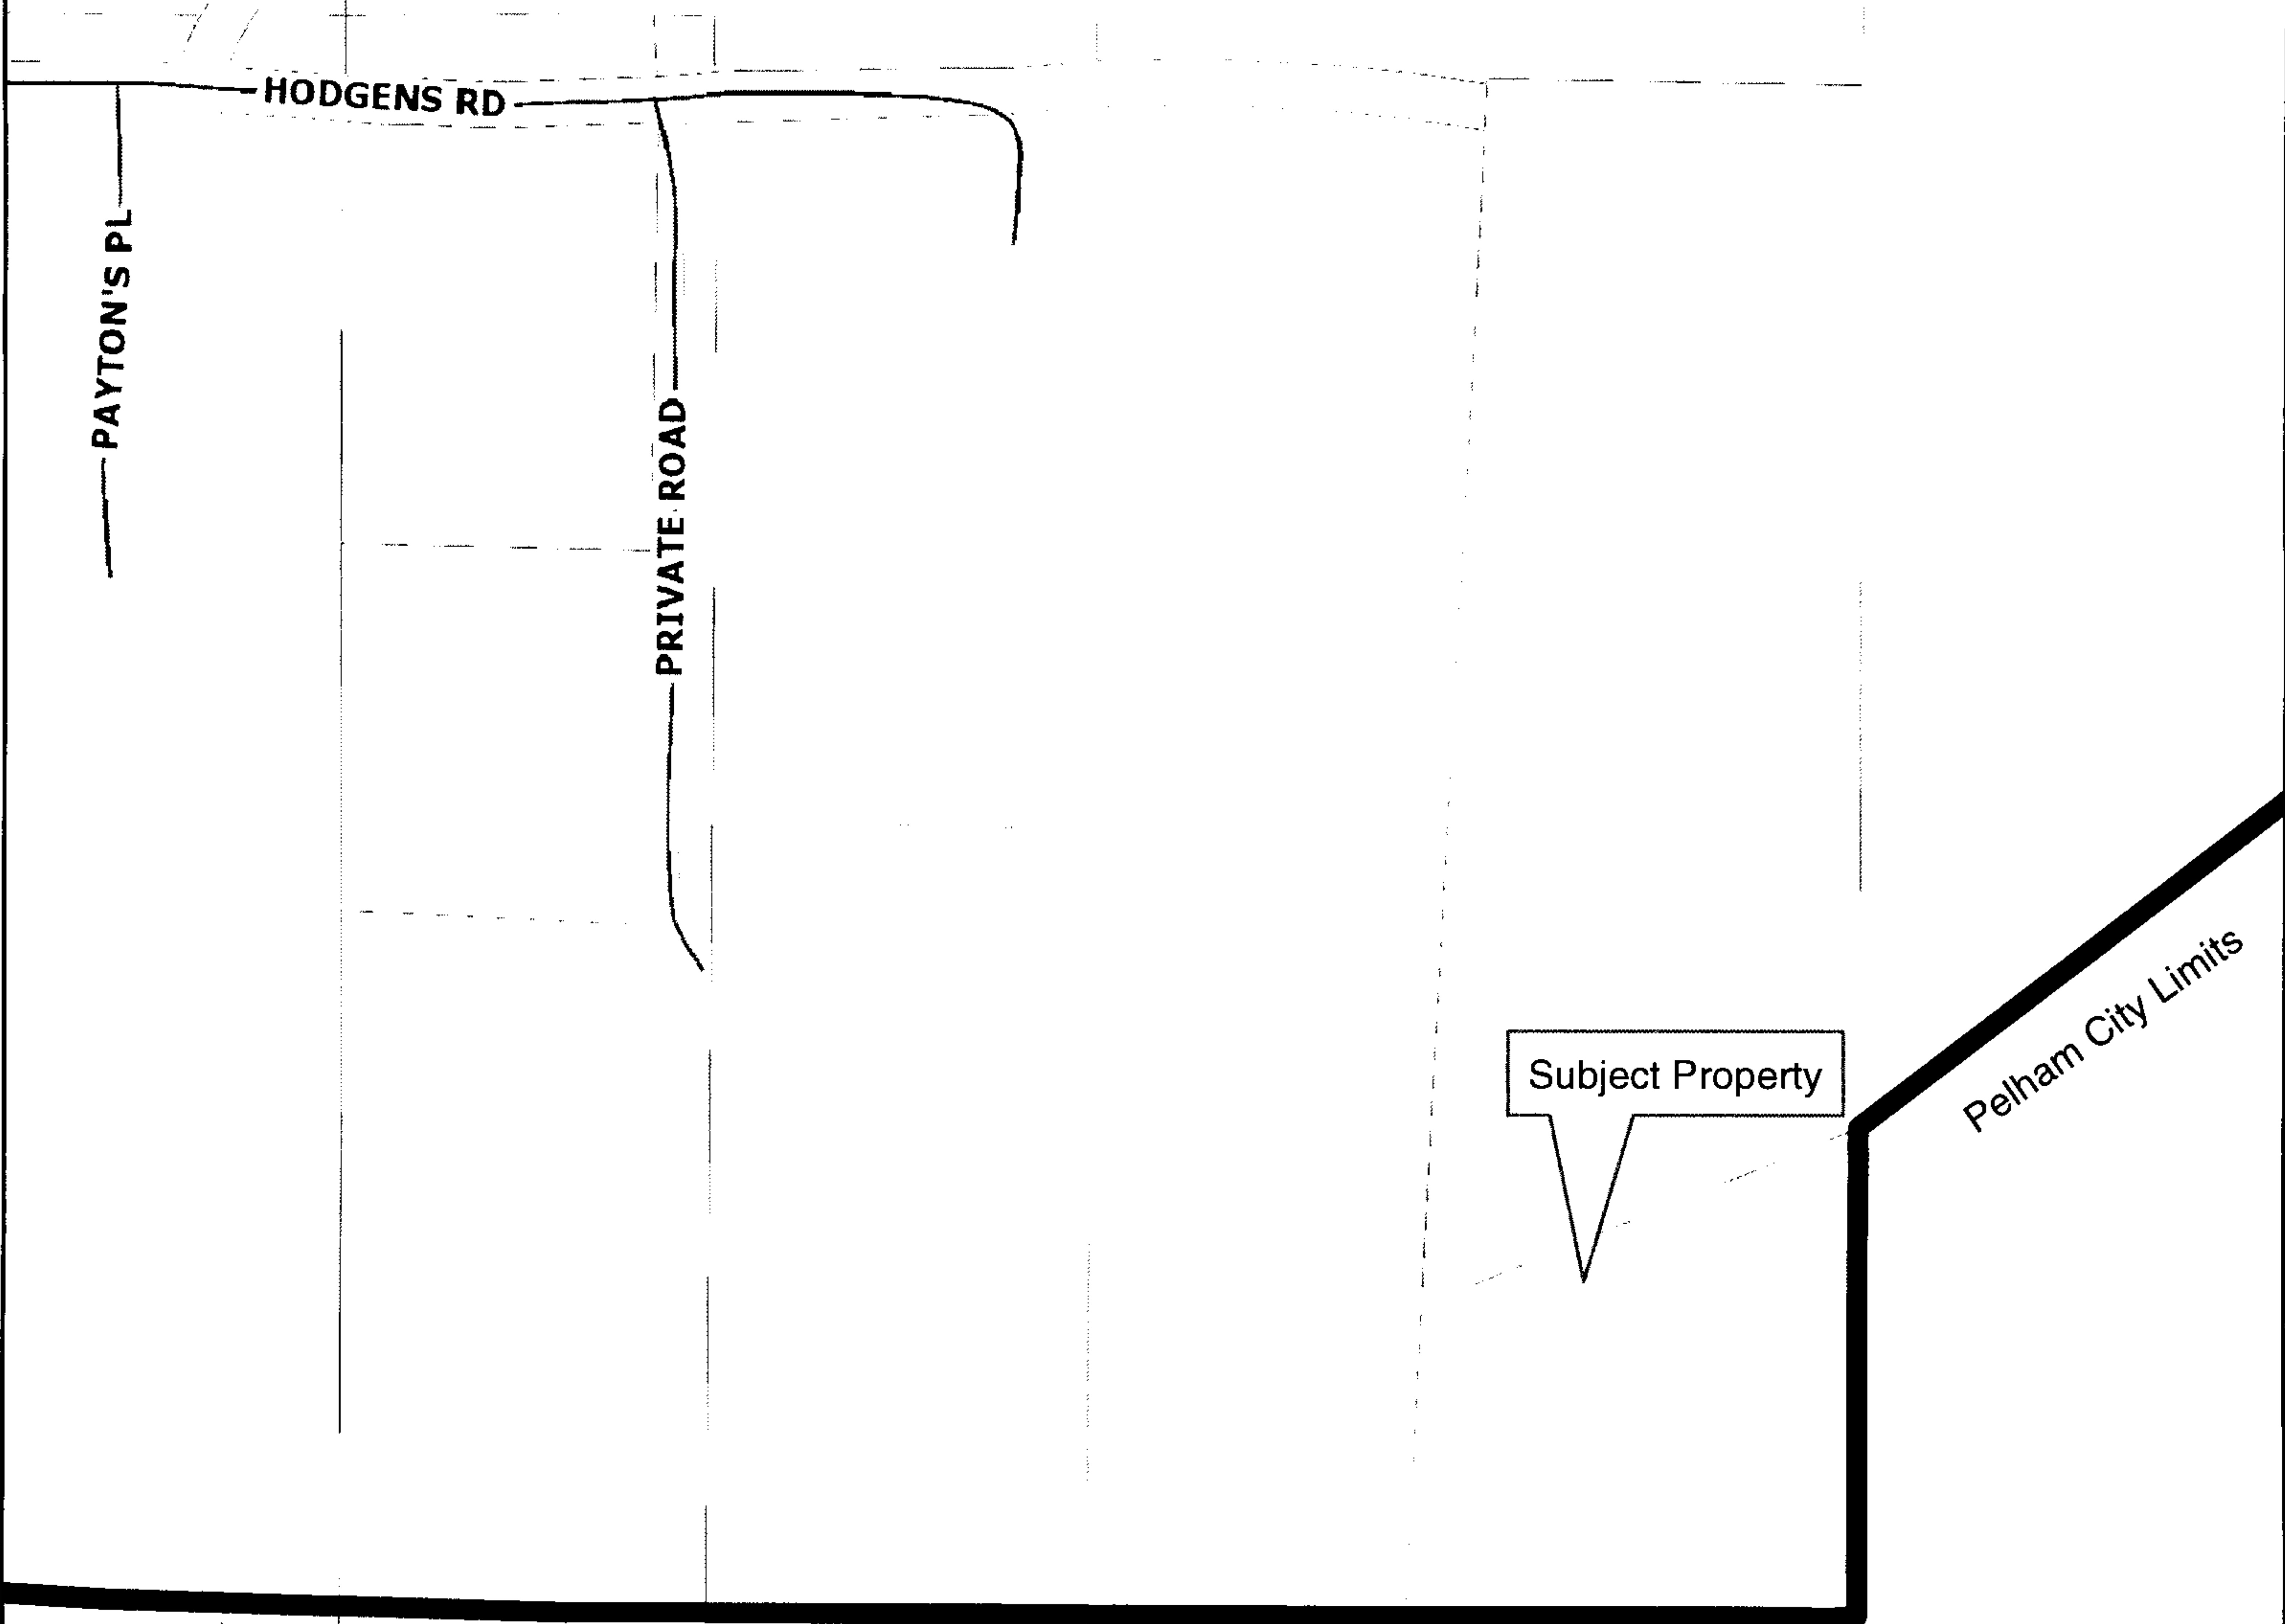 HODGENS RD
PAYTON'S PL
PRIVATE ROAD
Subject Property
Pelham City Limits